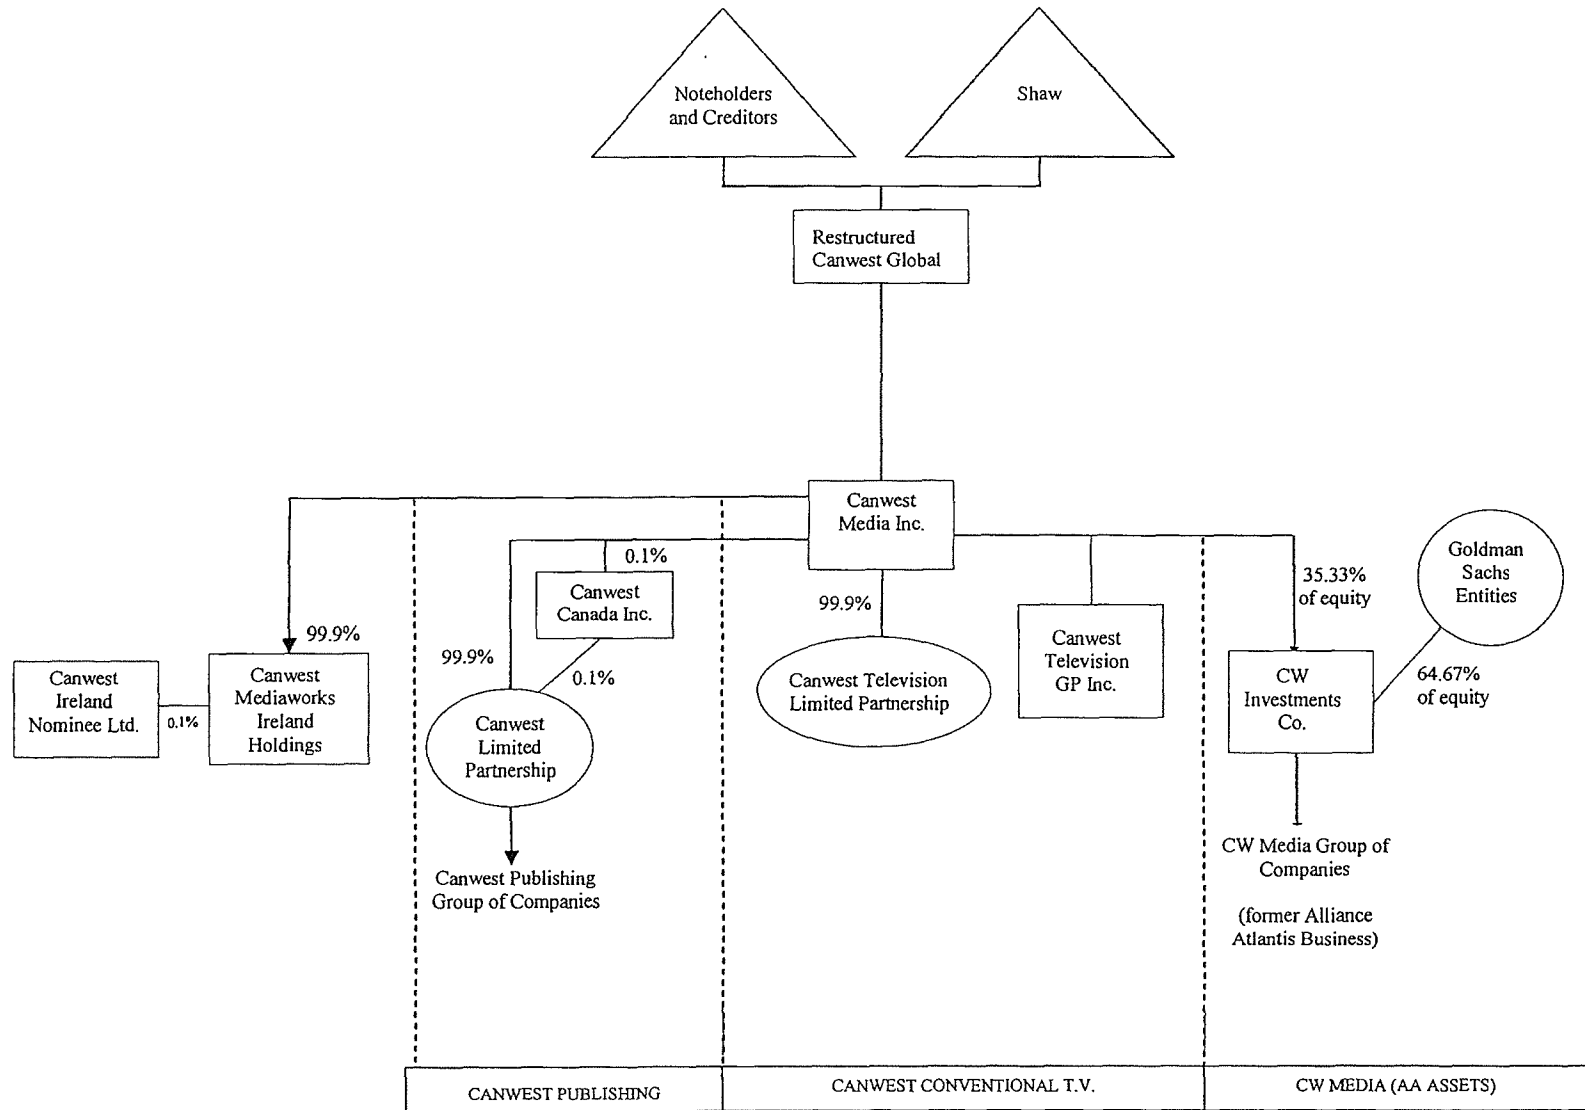 Noteholders
and Creditors
Shaw
Restructured
Canwest Global
Canwest
Media Inc.
0.1%
Canwest
Canada Inc.
99.9%
0.1%
Canwest
Limited
Partnership
Canwest Publishing
Group of Companies
99.9%
Canwest
Mediaworks
Ireland
Holdings
0.1%
Canwest
Ireland
Nominee Ltd.
99.9%
Canwest Television
Limited Partnership
Canwest
Television
GP Inc.
35.33%
of equity
Goldman
Sachs
Entities
64.67%
of equity
CW
Investments
Co.
CW Media Group of
Companies
(former Alliance
Atlantis Business)
CANWEST PUBLISHING
CANWEST CONVENTIONAL T.V.
CW MEDIA (AA ASSETS)